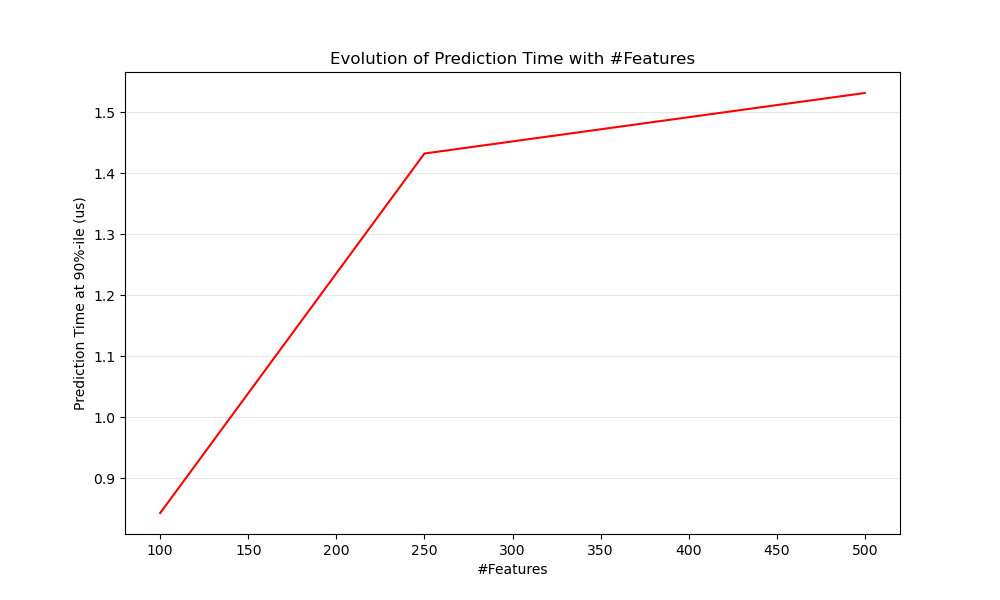 Evolution of Prediction Time with #Features
Prediction Time at 90%-ile (us)
1.5
1.4
1.3
1.2
1.1
1.0
0.9
100 150 200 250 300 350 400 450 500
#Features